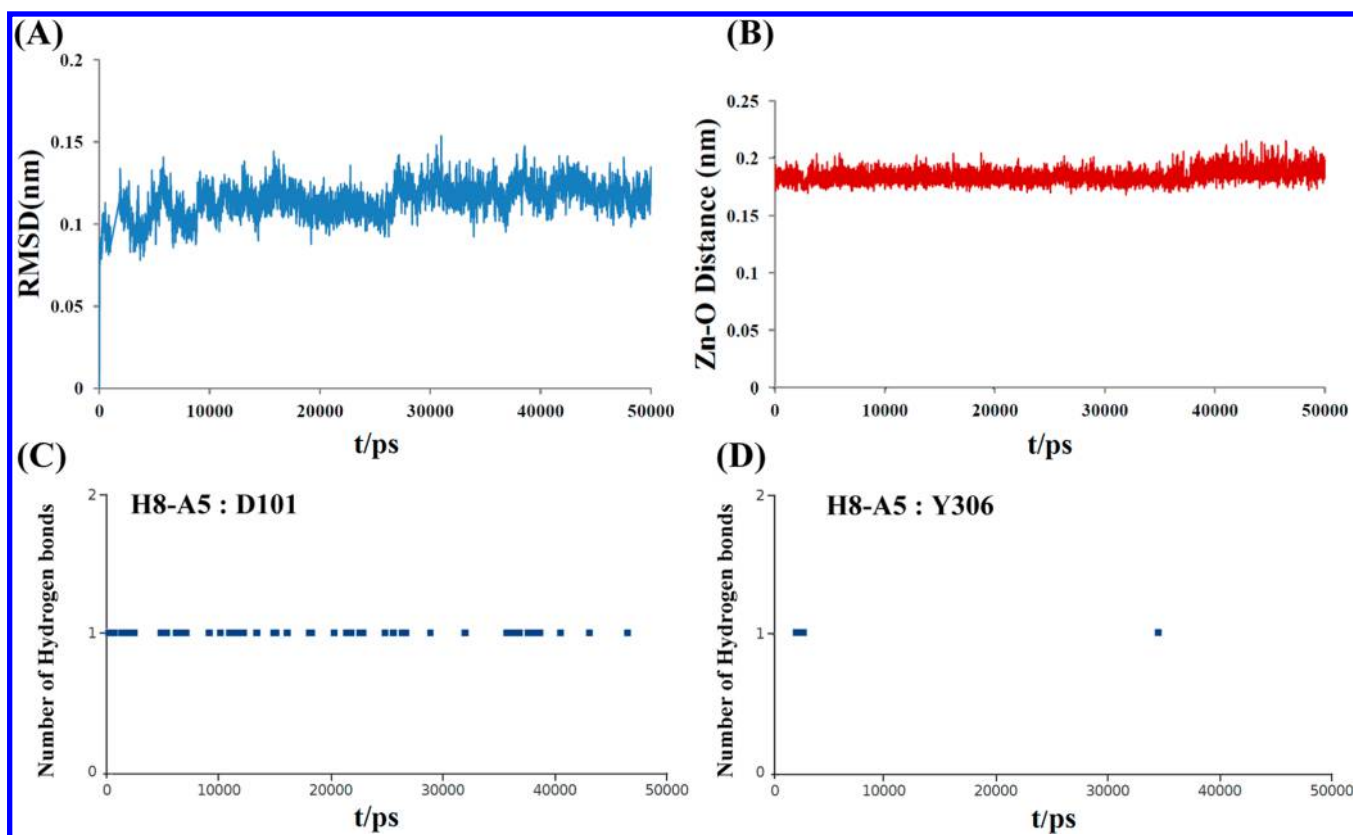 (A)
RMSD(nm)
0.2
0.15
0.1
0.05
0
0 10000 20000 30000 40000 50000
t/ps
(B)
Zn-O Distance (nm)
0.25
0.2
0.15
0.1
0.05
0
0 10000 20000 30000 40000 50000
t/ps
(C)
H8-A5 : D101
Number of Hydrogen bonds
2
1
0
0 10000 20000 30000 40000 50000
t/ps
(D)
H8-A5 : Y306
Number of Hydrogen bonds
2
1
0
0 10000 20000 30000 40000 50000
t/ps